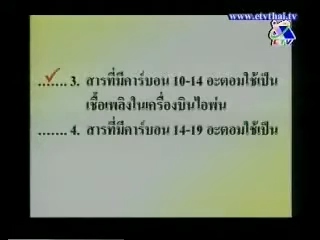 www.etvthai.tv
ETV
....... 3. สารที่มีคาร์บอน 10-14 อะตอมใช้เป็น
เชื้อเพลิงในเครื่องบินไอพ่น
....... 4. สารที่มีคาร์บอน 14-19 อะตอมใช้เป็น